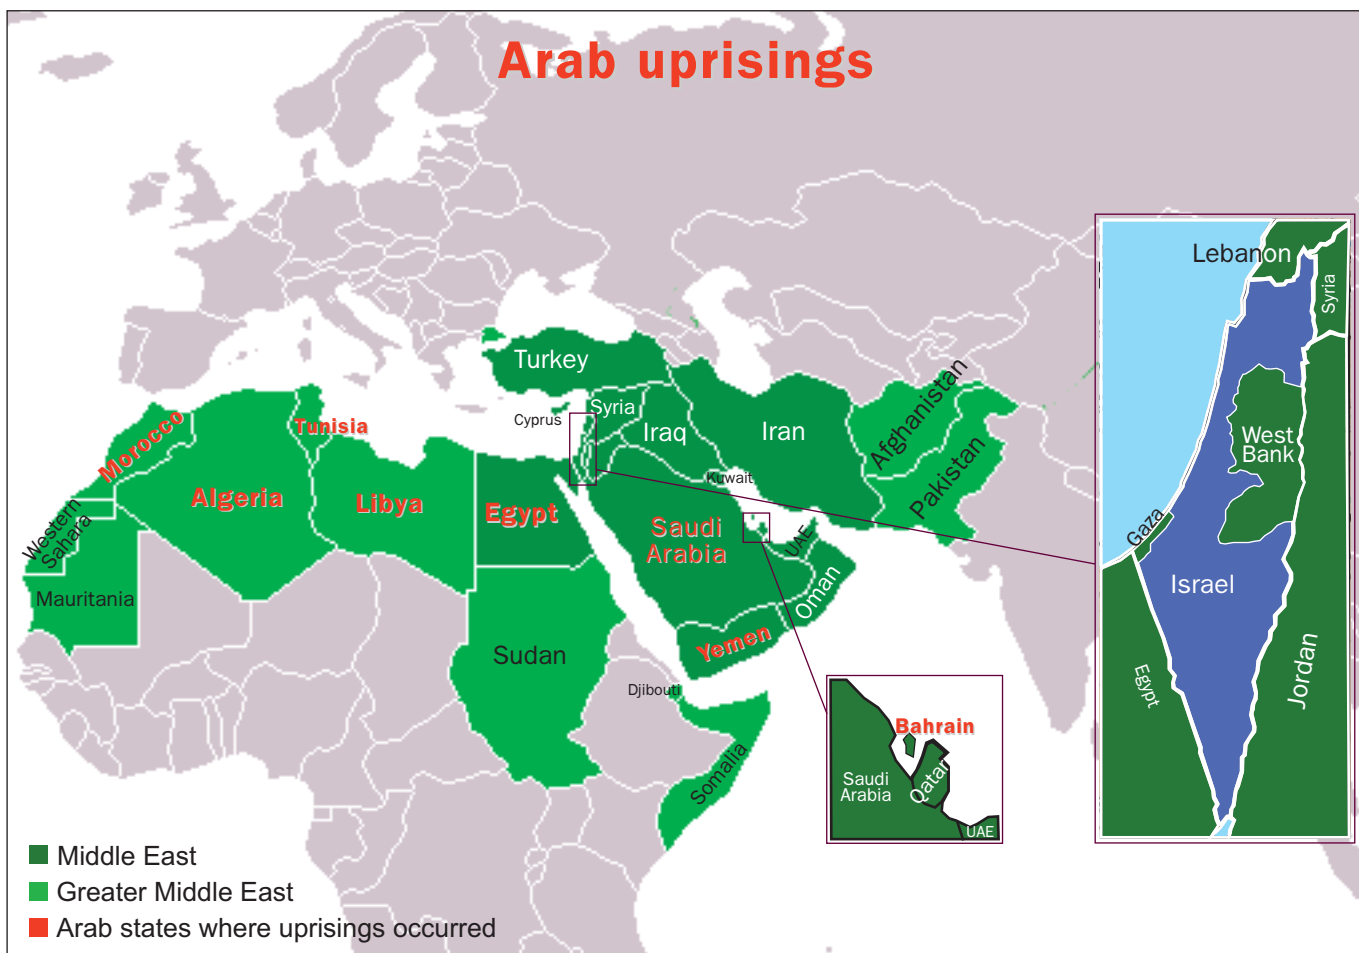 Arab uprisings
Turkey
Cyprus
Syria
Iraq
Iran
Afghanistan
Pakistan
Kuwait
Morocco
Tunisia
Algeria
Libya
Egypt
Saudi
Arabia
UAE
Oman
Yemen
Western
Sahara
Mauritania
Sudan
Djibouti
Somalia
Lebanon
Syria
West
Bank
Gaza
Israel
Egypt
Jordan
Bahrain
Saudi
Arabia
Qatar
UAE
Middle East
Greater Middle East
Arab states where uprisings occurred